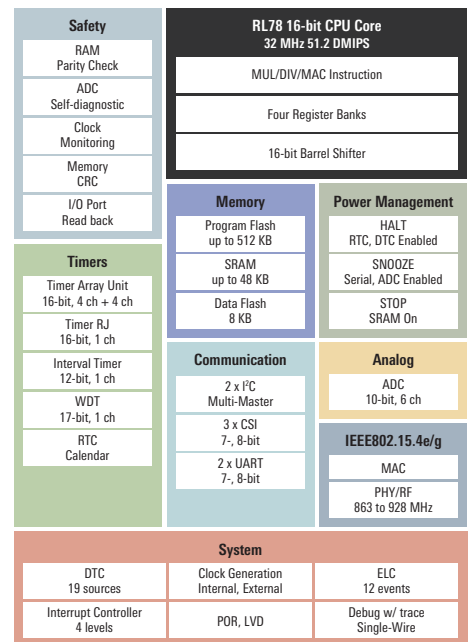 Safety
RAM
Parity Check
ADC
Self-diagnostic
Clock
Monitoring
Memory
CRC
I/O Port
Read back
RL78 16-bit CPU Core
32 MHz 51.2 DMIPS
MUL/DIV/MAC Instruction
Four Register Banks
16-bit Barrel Shifter
Timers
Timer Array Unit
16-bit, 4 ch + 4 ch
Timer RJ
16-bit, 1 ch
Interval Timer
12-bit, 1 ch
WDT
17-bit, 1 ch
RTC
Calendar
Memory
Program Flash
up to 512 KB
SRAM
up to 48 KB
Data Flash
8 KB
Power Management
HALT
RTC, DTC Enabled
SNOOZE
Serial, ADC Enabled
STOP
SRAM On
Communication
2 x I²C
Multi-Master
3 x CSI
7-, 8-bit
2 x UART
7-, 8-bit
Analog
ADC
10-bit, 6 ch
IEEE802.15.4e/g
MAC
PHY/RF
863 to 928 MHz
System
DTC
19 sources
Clock Generation
Internal, External
ELC
12 events
Interrupt Controller
4 levels
POR, LVD
Debug w/ trace
Single-Wire